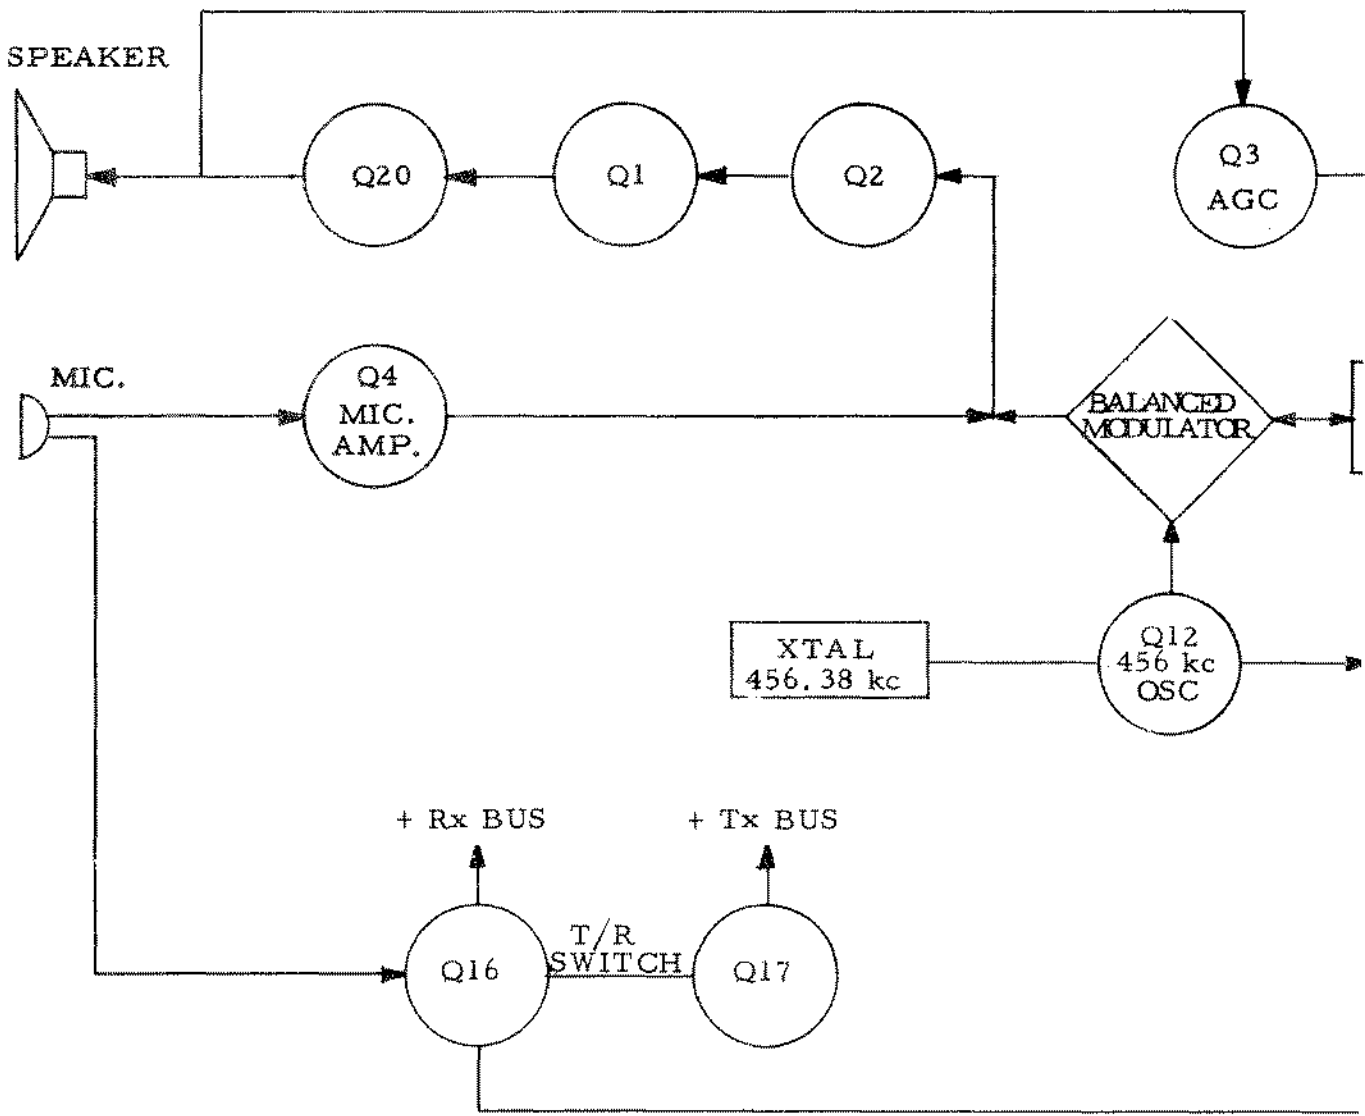 SPEAKER
Q20
Q1
Q2
Q3
AGC
MIC.
Q4
MIC.
AMP.
BALANCED
MODULATOR
XTAL
456.38 kc
Q12
456 kc
OSC
+ Rx BUS
+ Tx BUS
Q16
T/R
SWITCH
Q17